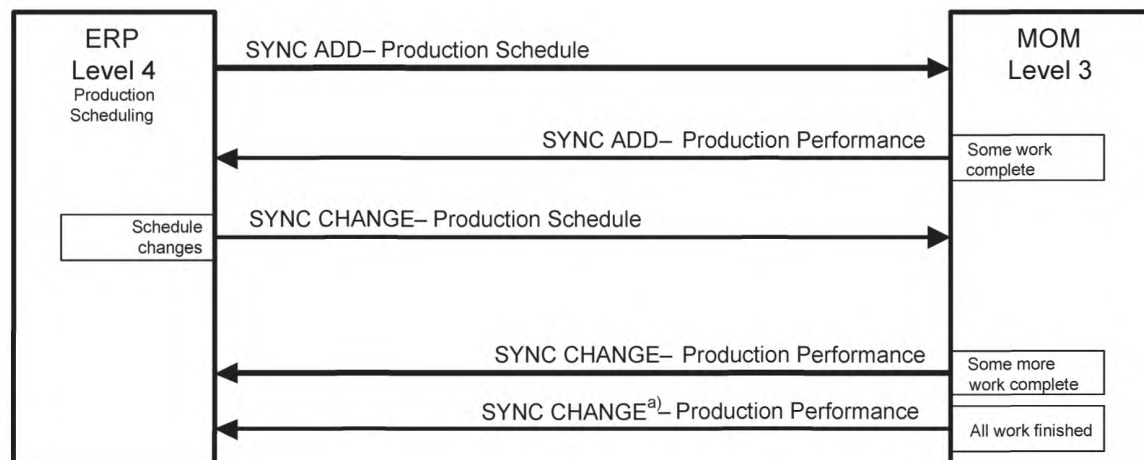 ERP
Level 4
Production
Scheduling
MOM
Level 3
SYNC ADD– Production Schedule
SYNC ADD– Production Performance
Some work
complete
Schedule
changes
SYNC CHANGE– Production Schedule
SYNC CHANGE– Production Performance
Some more
work complete
SYNC CHANGEa)– Production Performance
All work finished